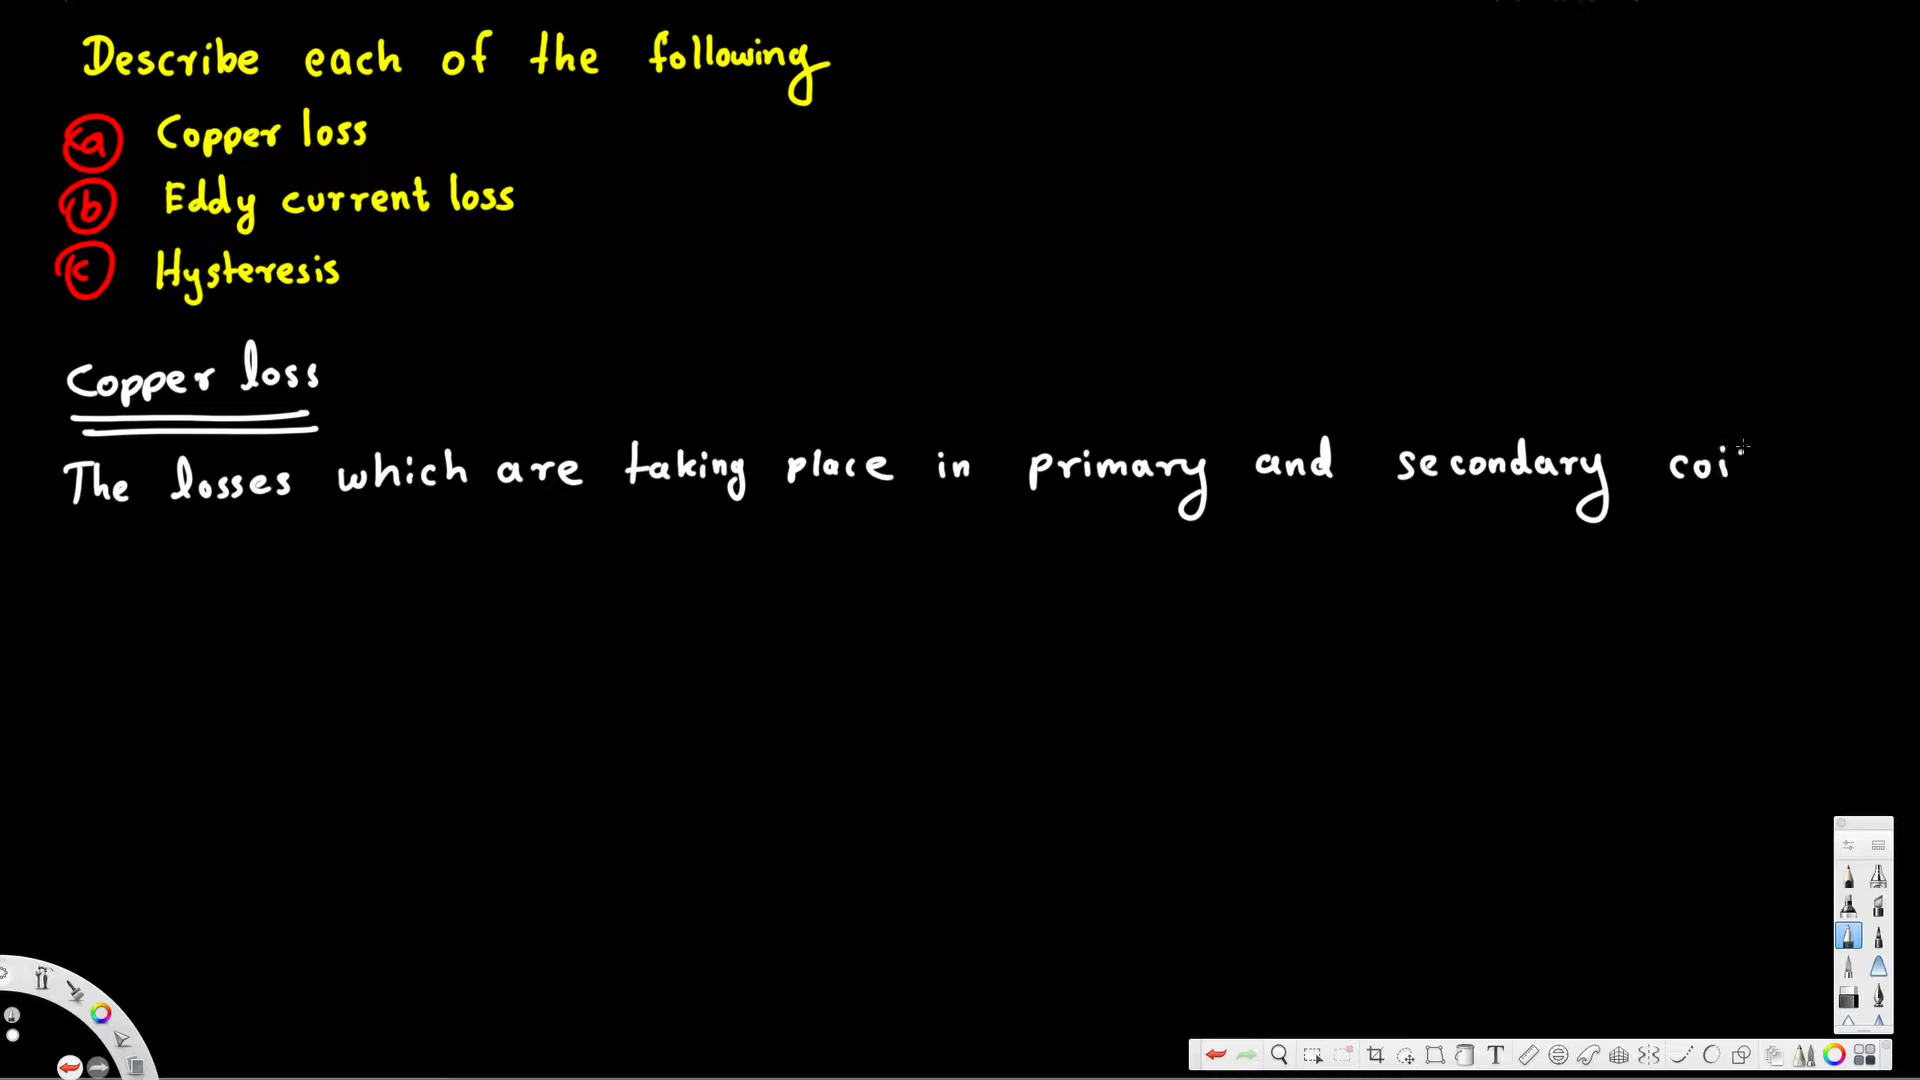 Describe each of the following
a Copper loss
b Eddy current loss
c Hysteresis
Copper loss
The losses which are taking place in primary and secondary coi